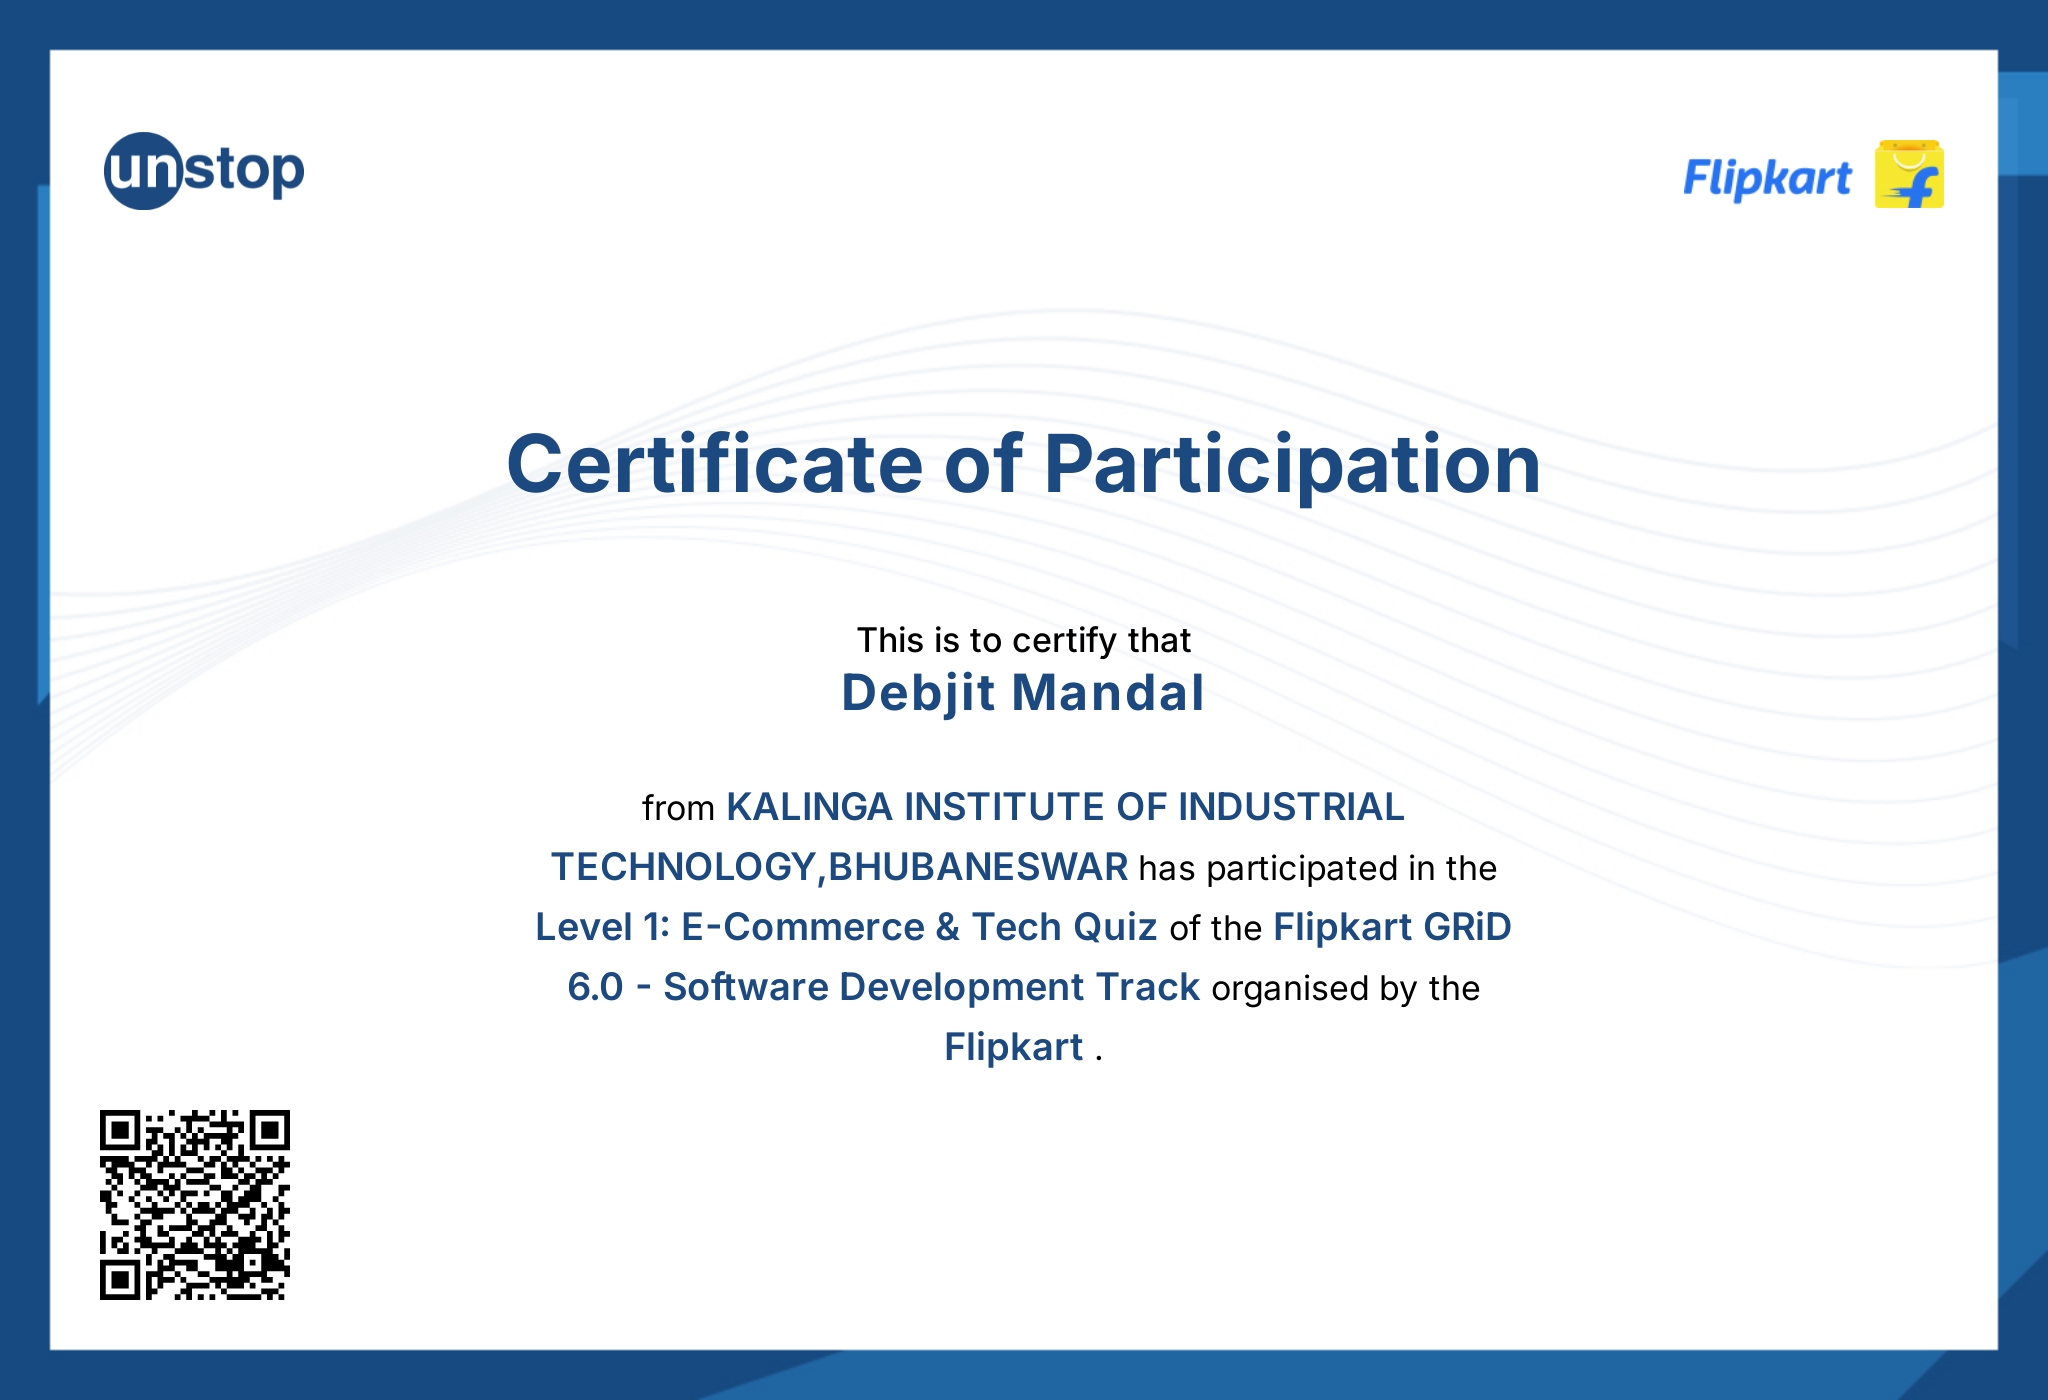 unstop
Flipkart
Certificate of Participation
This is to certify that
Debjit Mandal
from KALINGA INSTITUTE OF INDUSTRIAL
TECHNOLOGY,BHUBANESWAR has participated in the
Level 1: E-Commerce & Tech Quiz of the Flipkart GRiD
6.0 - Software Development Track organised by the
Flipkart .